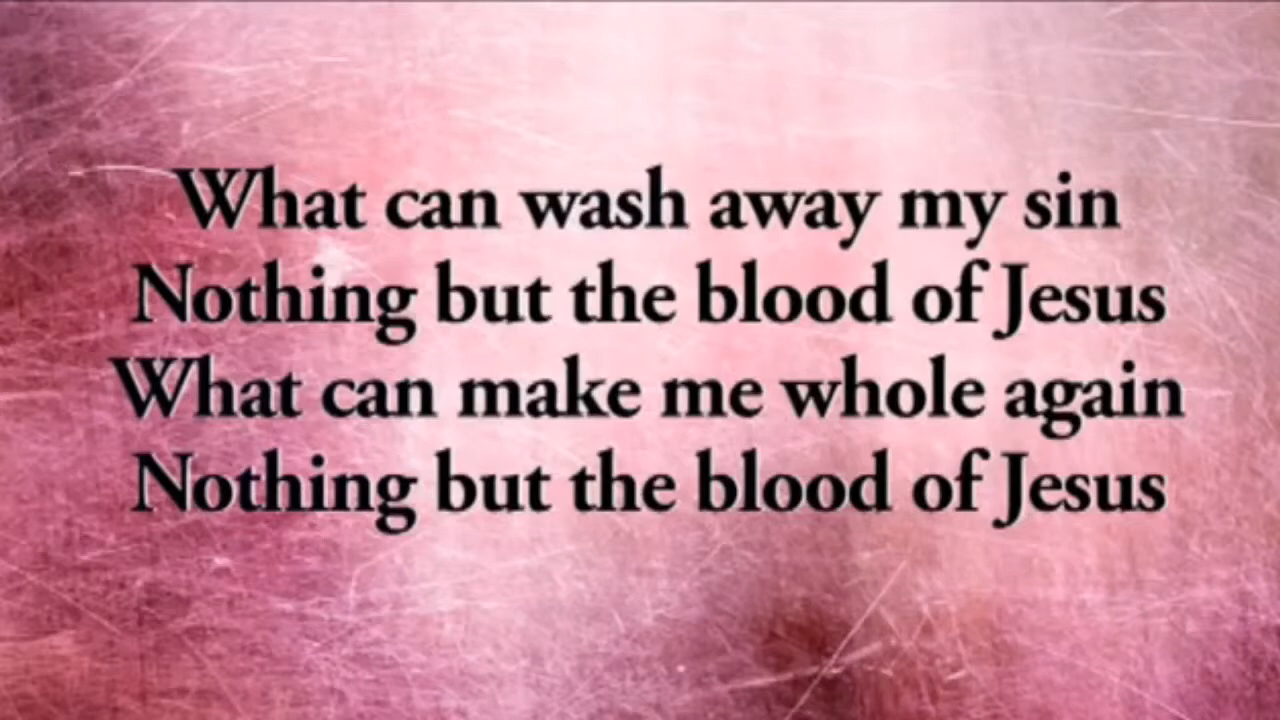 What can wash away my sin
Nothing but the blood of Jesus
What can make me whole again
Nothing but the blood of Jesus